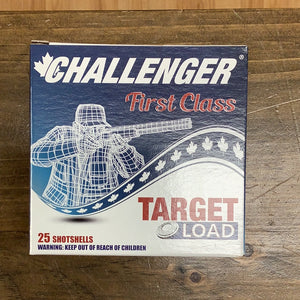 CHALLENGER®
First Class
TARGET
LOAD
25 SHOTSHELLS
WARNING: KEEP OUT OF REACH OF CHILDREN